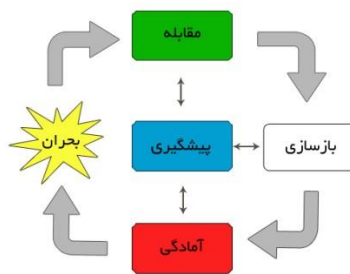 مقابله
بازسازی
پیشگیری
بحران
آمادگی